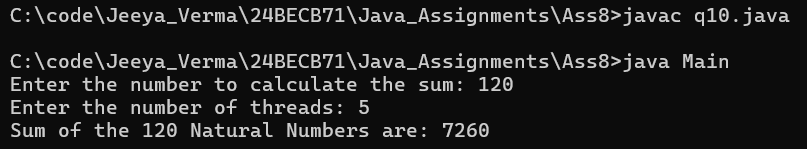 C:\code\Jeeya_Verma\24BECB71\Java_Assignments\Ass8>javac q10.java
C:\code\Jeeya_Verma\24BECB71\Java_Assignments\Ass8>java Main
Enter the number to calculate the sum: 120
Enter the number of threads: 5
Sum of the 120 Natural Numbers are: 7260